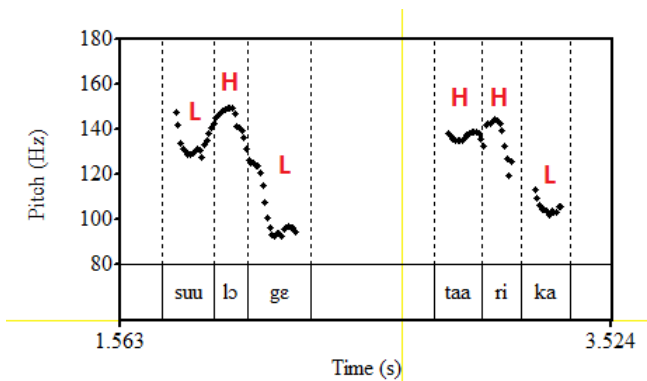 180
160
140
120
100
80
Pitch (Hz)
L H L H H L
suu lɔ gɛ taa ri ka
1.563 3.524
Time (s)